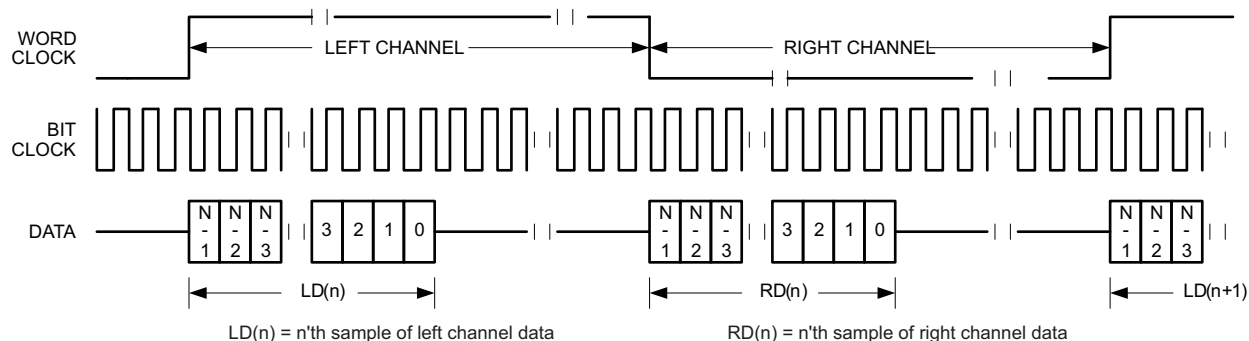 WORD
CLOCK
LEFT CHANNEL
RIGHT CHANNEL
BIT
CLOCK
DATA
N
-
1
N
-
2
N
-
3
3 2 1 0
N
-
1
N
-
2
N
-
3
3 2 1 0
N
-
1
N
-
2
N
-
3
LD(n)
RD(n)
LD(n+1)
LD(n) = n'th sample of left channel data
RD(n) = n'th sample of right channel data